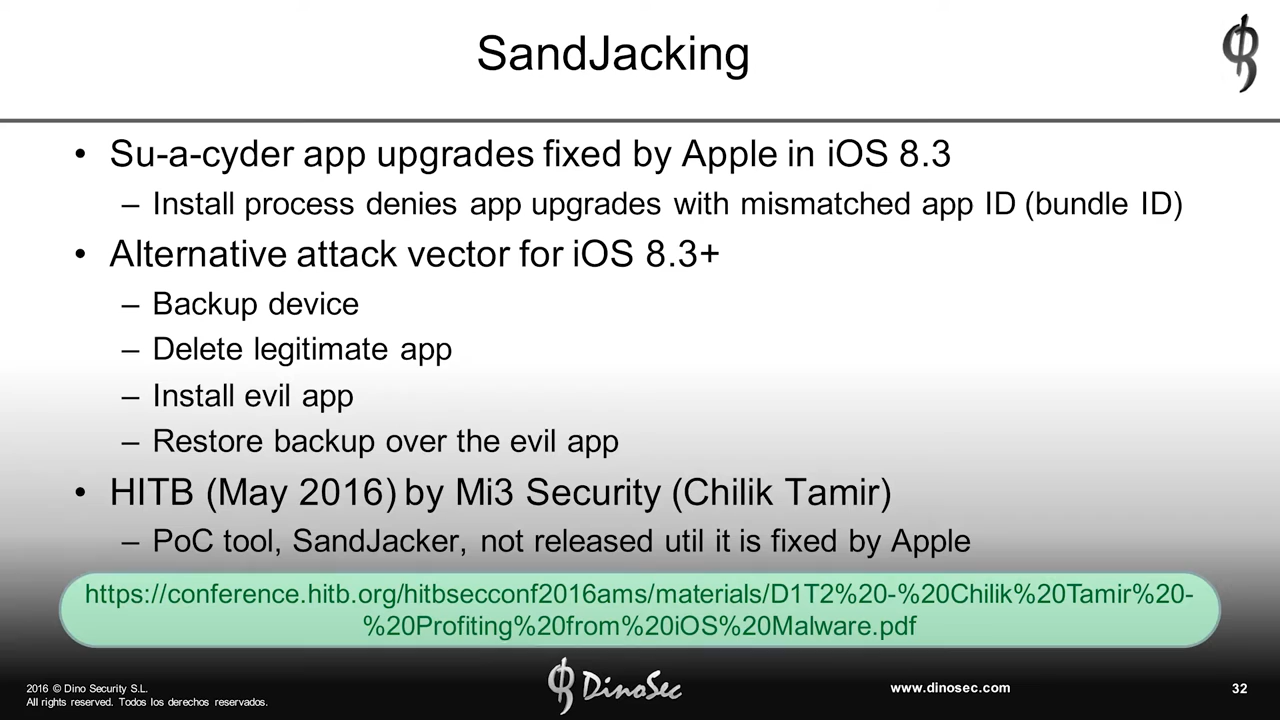 SandJacking
• Su-a-cyder app upgrades fixed by Apple in iOS 8.3
– Install process denies app upgrades with mismatched app ID (bundle ID)
• Alternative attack vector for iOS 8.3+
– Backup device
– Delete legitimate app
– Install evil app
– Restore backup over the evil app
• HITB (May 2016) by Mi3 Security (Chilik Tamir)
– PoC tool, SandJacker, not released util it is fixed by Apple
https://conference.hitb.org/hitbsecconf2016ams/materials/D1T2%20-%20Chilik%20Tamir%20-
%20Profiting%20from%20iOS%20Malware.pdf
2016 © Dino Security S.L.
All rights reserved. Todos los derechos reservados.
DinoSec
www.dinosec.com
32